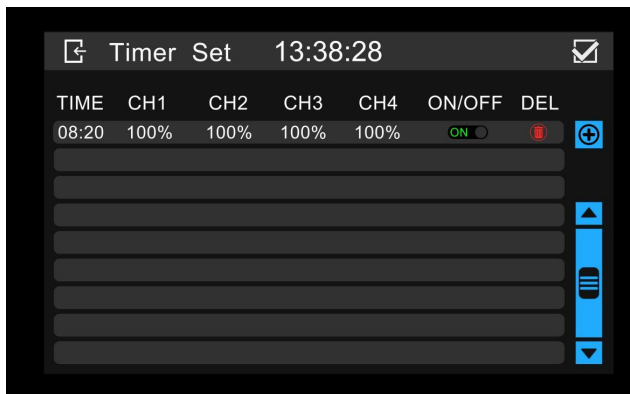 Timer Set 13:38:28
TIME CH1 CH2 CH3 CH4 ON/OFF DEL
08:20 100% 100% 100% 100% ON